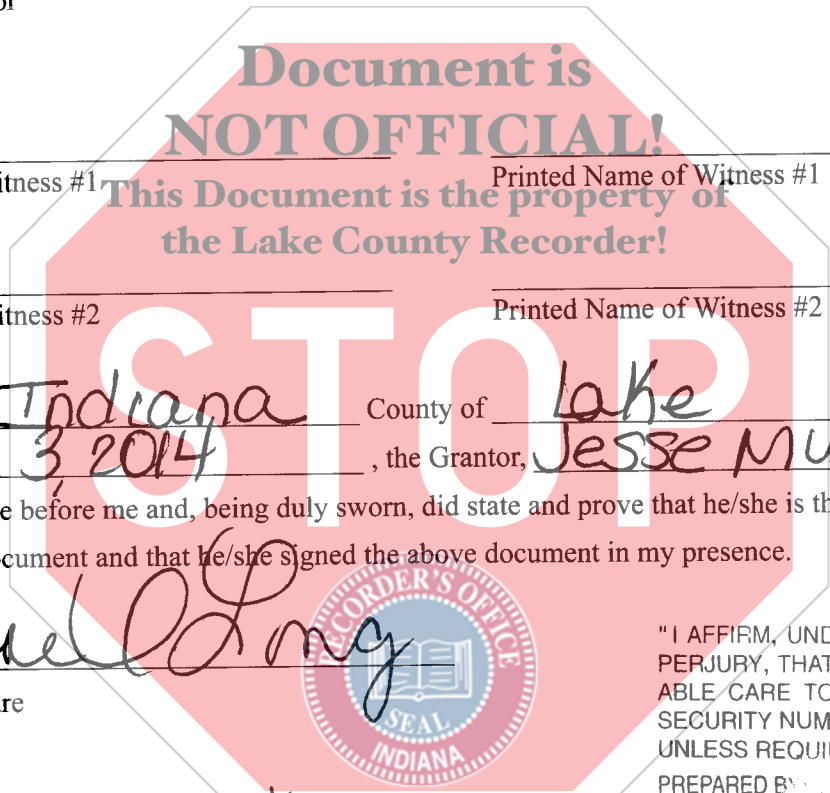 or
Document is
NOT OFFICIAL!
itness #1
Printed Name of Witness #1
This Document is the property of
the Lake County Recorder!
itness #2
Printed Name of Witness #2
STOP
Indiana County of Lake
3, 2014, the Grantor, Jesse Mu
e before me and, being duly sworn, did state and prove that he/she is th
cument and that he/she signed the above document in my presence.
re
RECORDER'S OFFICE
SEAL
INDIANA
"I AFFIRM, UND
PERJURY, THAT
ABLE CARE TO
SECURITY NUM
UNLESS REQUI
PREPARED BY